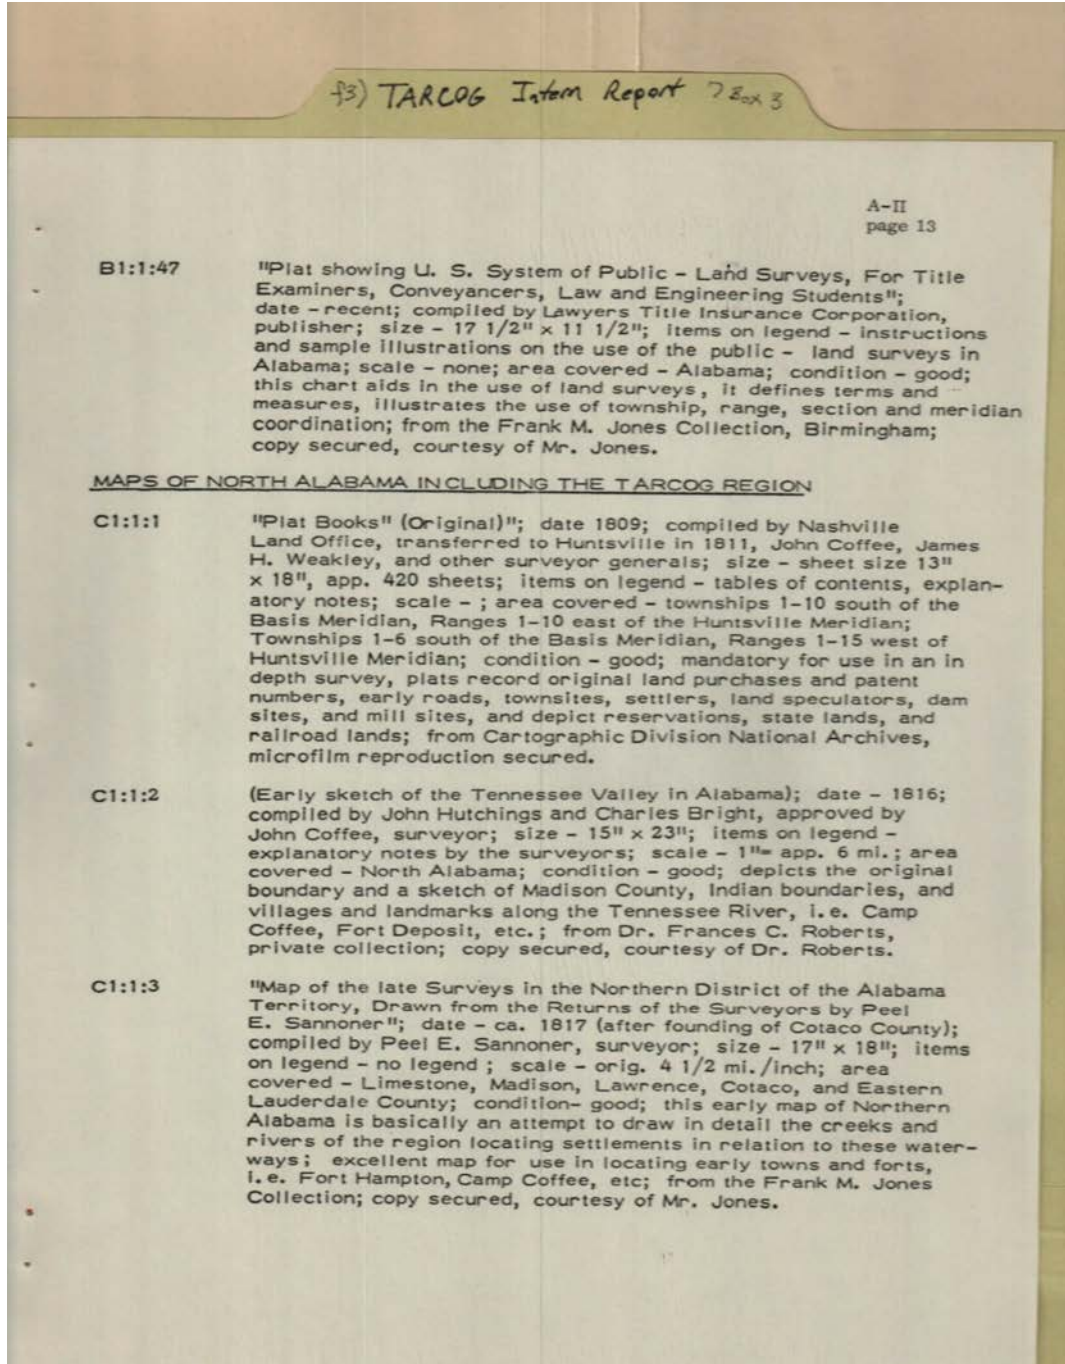 f3) TARCOG Intern Report 7 Box 3
A-II
page 13
B1:1:47 "Plat showing U. S. System of Public - Land Surveys, For Title
Examiners, Conveyancers, Law and Engineering Students";
date - recent; compiled by Lawyers Title Insurance Corporation,
publisher; size - 17 1/2" x 11 1/2"; items on legend - instructions
and sample illustrations on the use of the public - land surveys in
Alabama; scale - none; area covered - Alabama; condition - good;
this chart aids in the use of land surveys, it defines terms and
measures, illustrates the use of township, range, section and meridian
coordination; from the Frank M. Jones Collection, Birmingham;
copy secured, courtesy of Mr. Jones.
MAPS OF NORTH ALABAMA INCLUDING THE TARCOG REGION
C1:1:1 "Plat Books" (Original)"; date 1809; compiled by Nashville
Land Office, transferred to Huntsville in 1811, John Coffee, James
H. Weakley, and other surveyor generals; size - sheet size 13"
x 18", app. 420 sheets; items on legend - tables of contents, explan-
atory notes; scale - ; area covered - townships 1-10 south of the
Basis Meridian, Ranges 1-10 east of the Huntsville Meridian;
Townships 1-6 south of the Basis Meridian, Ranges 1-15 west of
Huntsville Meridian; condition - good; mandatory for use in an in
depth survey, plats record original land purchases and patent
numbers, early roads, townsites, settlers, land speculators, dam
sites, and mill sites, and depict reservations, state lands, and
railroad lands; from Cartographic Division National Archives,
microfilm reproduction secured.
C1:1:2 (Early sketch of the Tennessee Valley in Alabama); date - 1816;
compiled by John Hutchings and Charles Bright, approved by
John Coffee, surveyor; size - 15" x 23"; items on legend -
explanatory notes by the surveyors; scale - 1"= app. 6 mi.; area
covered - North Alabama; condition - good; depicts the original
boundary and a sketch of Madison County, Indian boundaries, and
villages and landmarks along the Tennessee River, i.e. Camp
Coffee, Fort Deposit, etc.; from Dr. Frances C. Roberts,
private collection; copy secured, courtesy of Dr. Roberts.
C1:1:3 "Map of the late Surveys in the Northern District of the Alabama
Territory, Drawn from the Returns of the Surveyors by Peel
E. Sannoner"; date - ca. 1817 (after founding of Cotaco County);
compiled by Peel E. Sannoner, surveyor; size - 17" x 18"; items
on legend - no legend ; scale - orig. 4 1/2 mi./inch; area
covered - Limestone, Madison, Lawrence, Cotaco, and Eastern
Lauderdale County; condition- good; this early map of Northern
Alabama is basically an attempt to draw in detail the creeks and
rivers of the region locating settlements in relation to these water-
ways; excellent map for use in locating early towns and forts,
i.e. Fort Hampton, Camp Coffee, etc; from the Frank M. Jones
Collection; copy secured, courtesy of Mr. Jones.